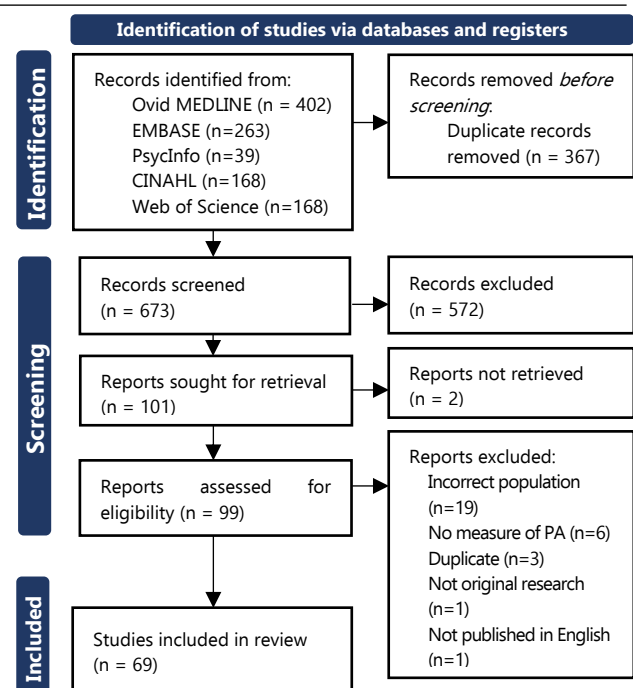 Identification of studies via databases and registers
Identification
Records identified from:
Ovid MEDLINE (n = 402)
EMBASE (n=263)
PsycInfo (n=39)
CINAHL (n=168)
Web of Science (n=168)
Records removed before
screening:
Duplicate records
removed (n = 367)
Screening
Records screened
(n = 673)
Records excluded
(n = 572)
Reports sought for retrieval
(n = 101)
Reports not retrieved
(n = 2)
Reports assessed for
eligibility (n = 99)
Reports excluded:
Incorrect population
(n=19)
No measure of PA (n=6)
Duplicate (n=3)
Not original research
(n=1)
Not published in English
(n=1)
Included
Studies included in review
(n = 69)